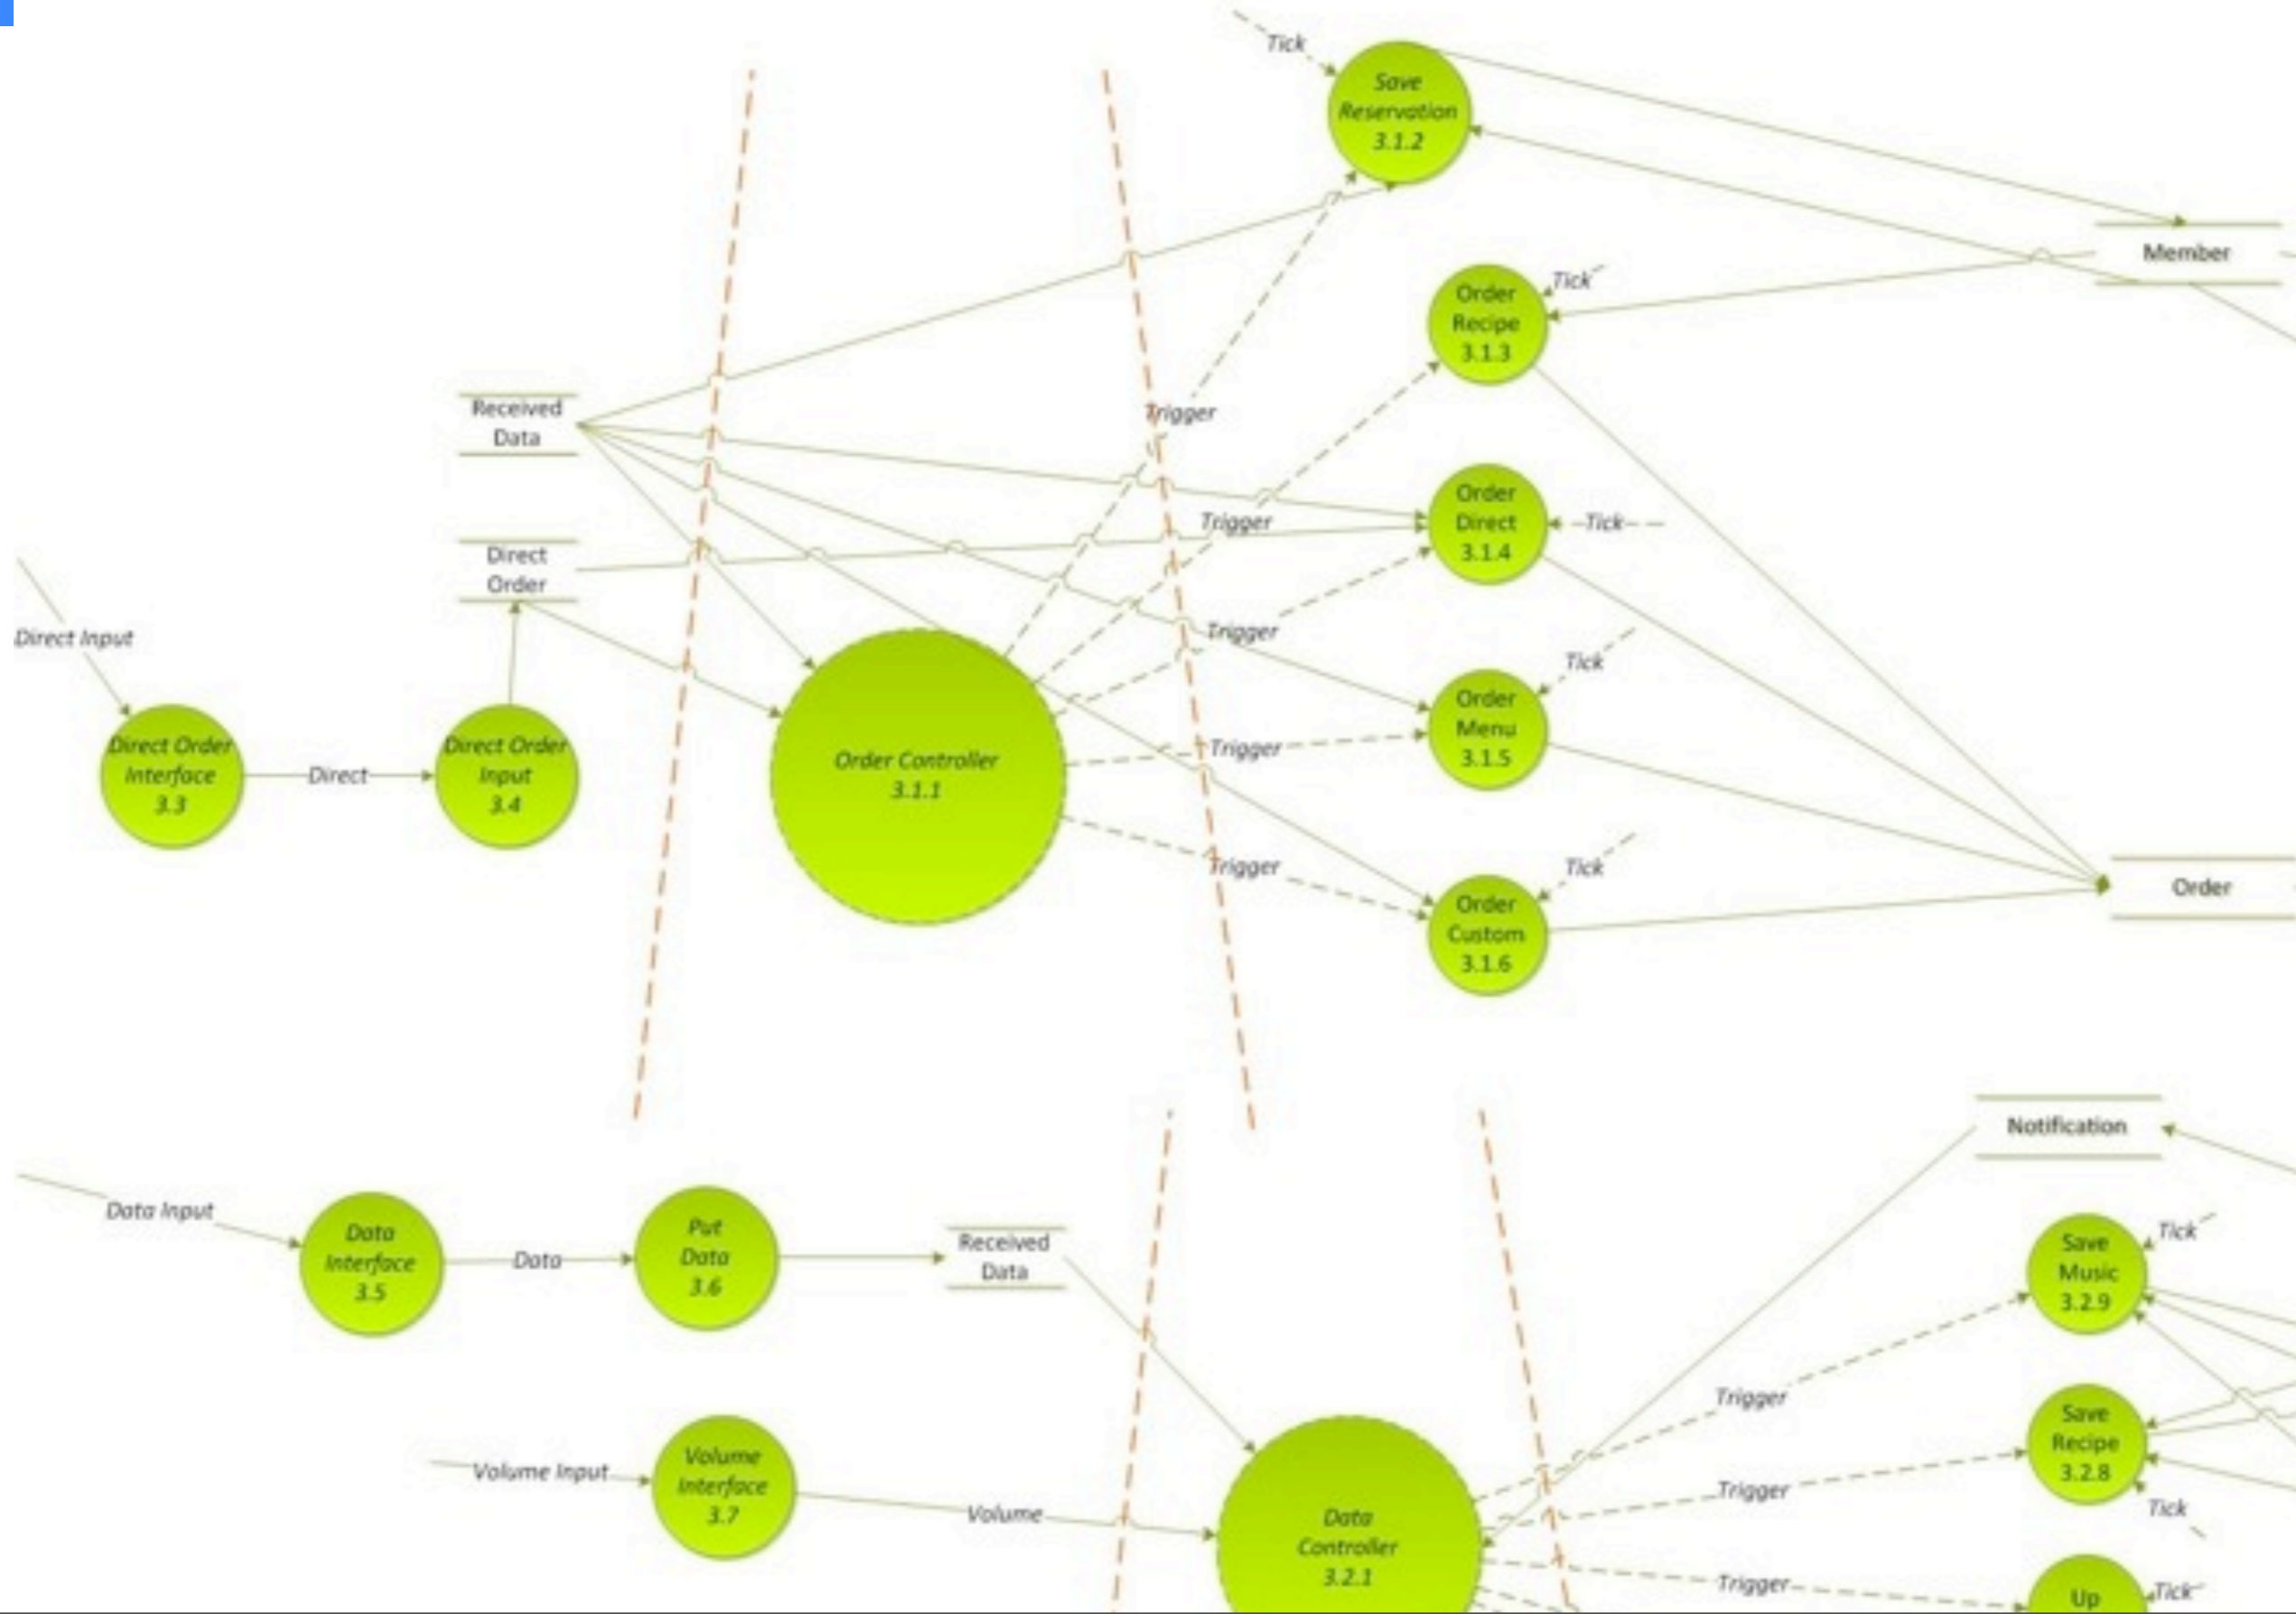 Tick
Save
Reservation
3.1.2
Member
Tick
Order
Recipe
3.1.3
Received
Data
Trigger
Order
Direct
3.1.4
Tick
Trigger
Direct
Order
Direct Input
Trigger
Tick
Order
Menu
3.1.5
Direct Order
Interface
3.3
Direct
Direct Order
Input
3.4
Order Controller
3.1.1
Trigger
Trigger
Tick
Order
Custom
3.1.6
Order
Notification
Data Input
Data
Interface
3.5
Data
Put
Data
3.6
Received
Data
Save
Music
3.2.9
Tick
Trigger
Volume Input
Volume
Interface
3.7
Volume
Data
Controller
3.2.1
Trigger
Save
Recipe
3.2.8
Tick
Trigger
Up
Tick